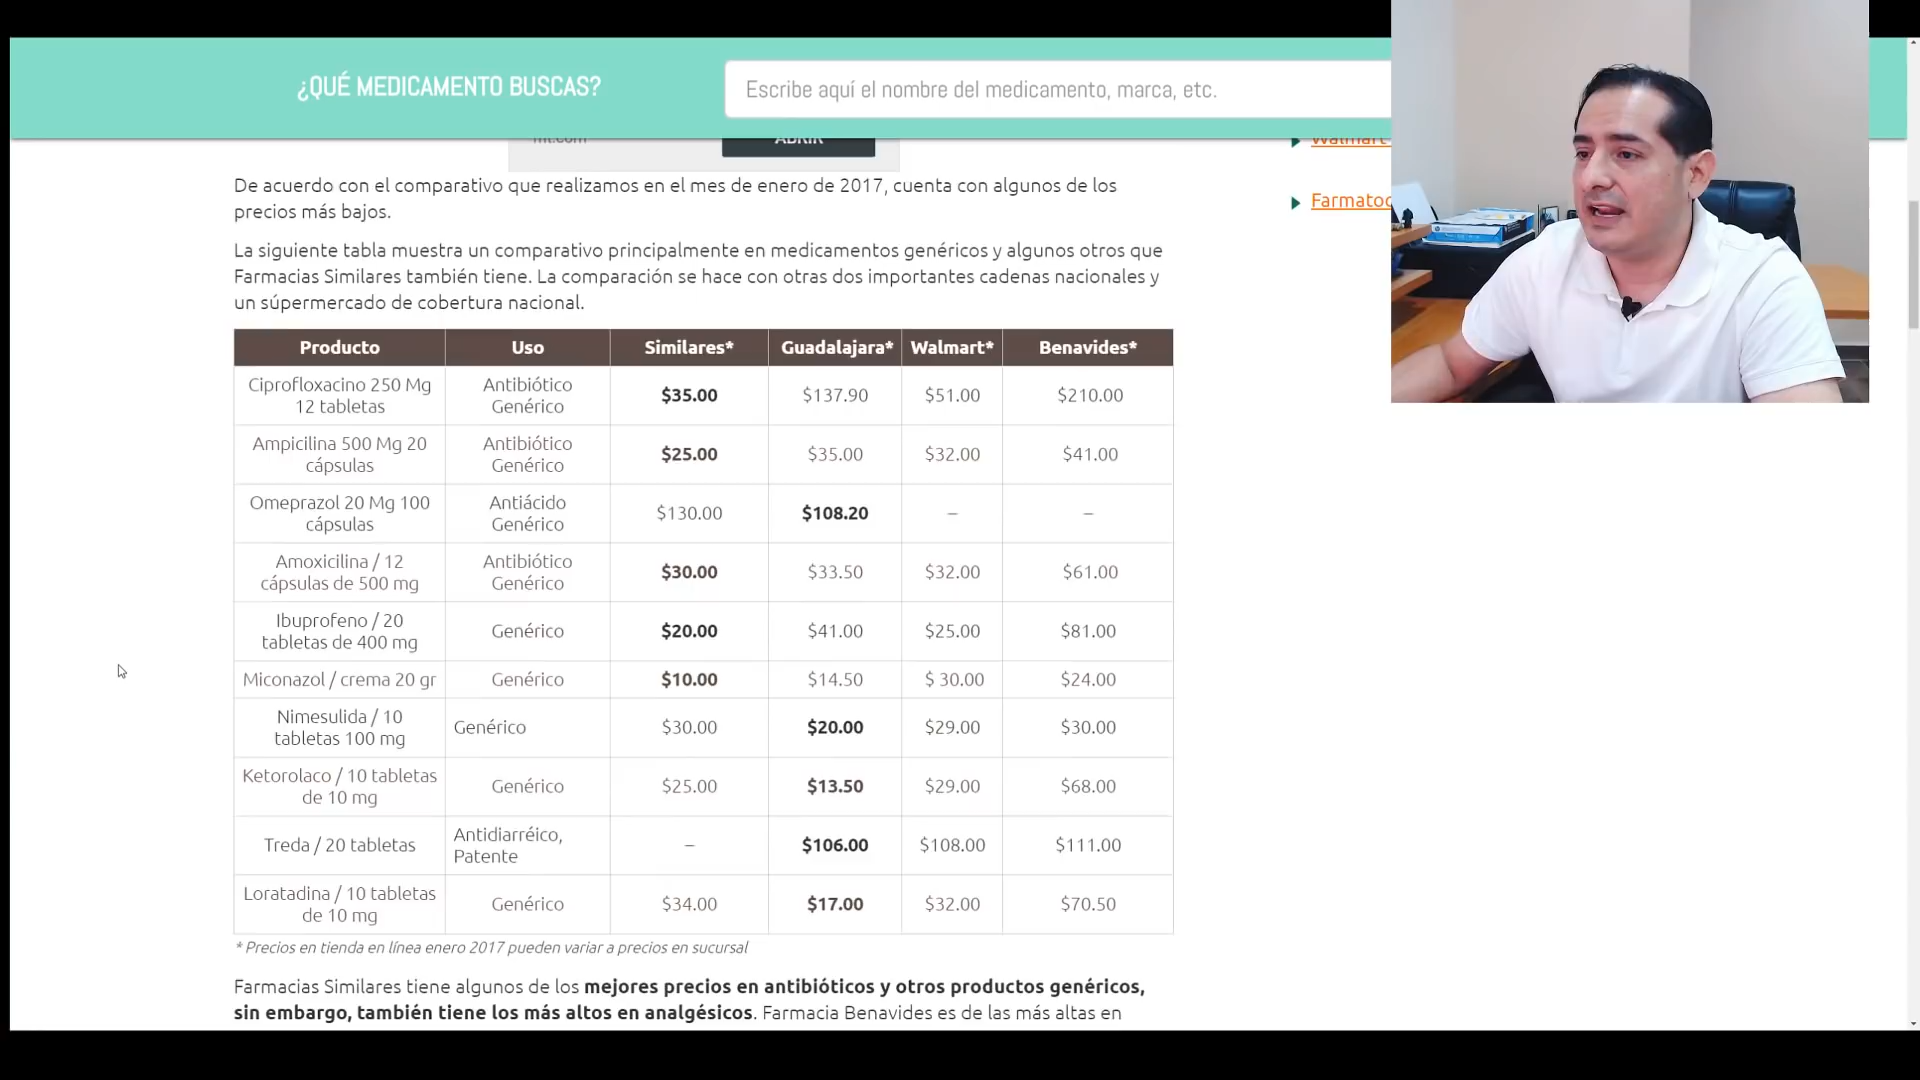 ¿QUÉ MEDICAMENTO BUSCAS?
Escribe aquí el nombre del medicamento, marca, etc.
ABRIR
Walmart
De acuerdo con el comparativo que realizamos en el mes de enero de 2017, cuenta con algunos de los
precios más bajos.
La siguiente tabla muestra un comparativo principalmente en medicamentos genéricos y algunos otros que
Farmacias Similares también tiene. La comparación se hace con otras dos importantes cadenas nacionales y
un súpermercado de cobertura nacional.
Producto Uso Similares* Guadalajara* Walmart* Benavides*
Ciprofloxacino 250 Mg
12 tabletas
Antibiótico
Genérico
$35.00 $137.90 $51.00 $210.00
Ampicilina 500 Mg 20
cápsulas
Antibiótico
Genérico
$25.00 $35.00 $32.00 $41.00
Omeprazol 20 Mg 100
cápsulas
Antiácido
Genérico
$130.00 $108.20 – –
Amoxicilina / 12
cápsulas de 500 mg
Antibiótico
Genérico
$30.00 $33.50 $32.00 $61.00
Ibuprofeno / 20
tabletas de 400 mg
Genérico
$20.00 $41.00 $25.00 $81.00
Miconazol / crema 20 gr Genérico $10.00 $14.50 $ 30.00 $24.00
Nimesulida / 10
tabletas 100 mg
Genérico
$30.00 $20.00 $29.00 $30.00
Ketorolaco / 10 tabletas
de 10 mg
Genérico
$25.00 $13.50 $29.00 $68.00
Treda / 20 tabletas
Antidiarréico,
Patente
– $106.00 $108.00 $111.00
Loratadina / 10 tabletas
de 10 mg
Genérico
$34.00 $17.00 $32.00 $70.50
* Precios en tienda en línea enero 2017 pueden variar a precios en sucursal
Farmacias Similares tiene algunos de los mejores precios en antibióticos y otros productos genéricos,
sin embargo, también tiene los más altos en analgésicos. Farmacia Benavides es de las más altas en